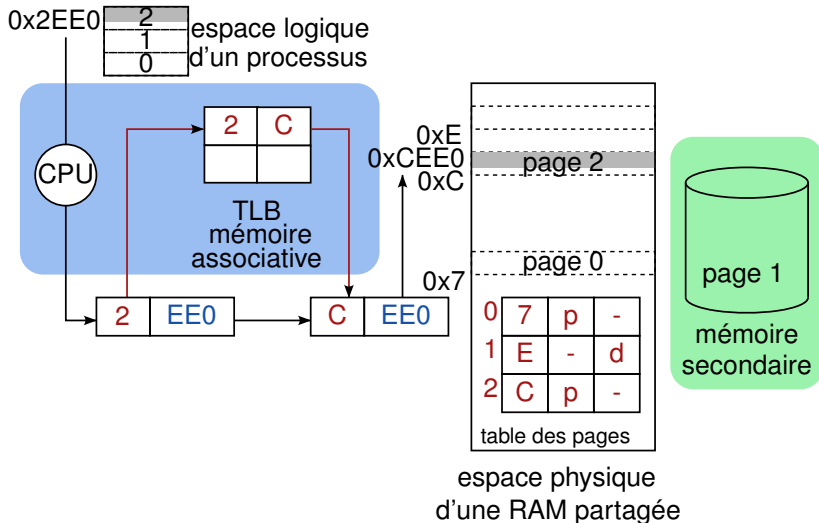 0x2EE0
2
1
0
espace logique
d'un processus
CPU
2 C
TLB
mémoire
associative
2 EE0
C EE0
0xE
0xCEE0
0xC
0x7
page 2
page 0
0 7 p -
1 E - d
2 C p -
table des pages
espace physique
d'une RAM partagée
page 1
mémoire
secondaire